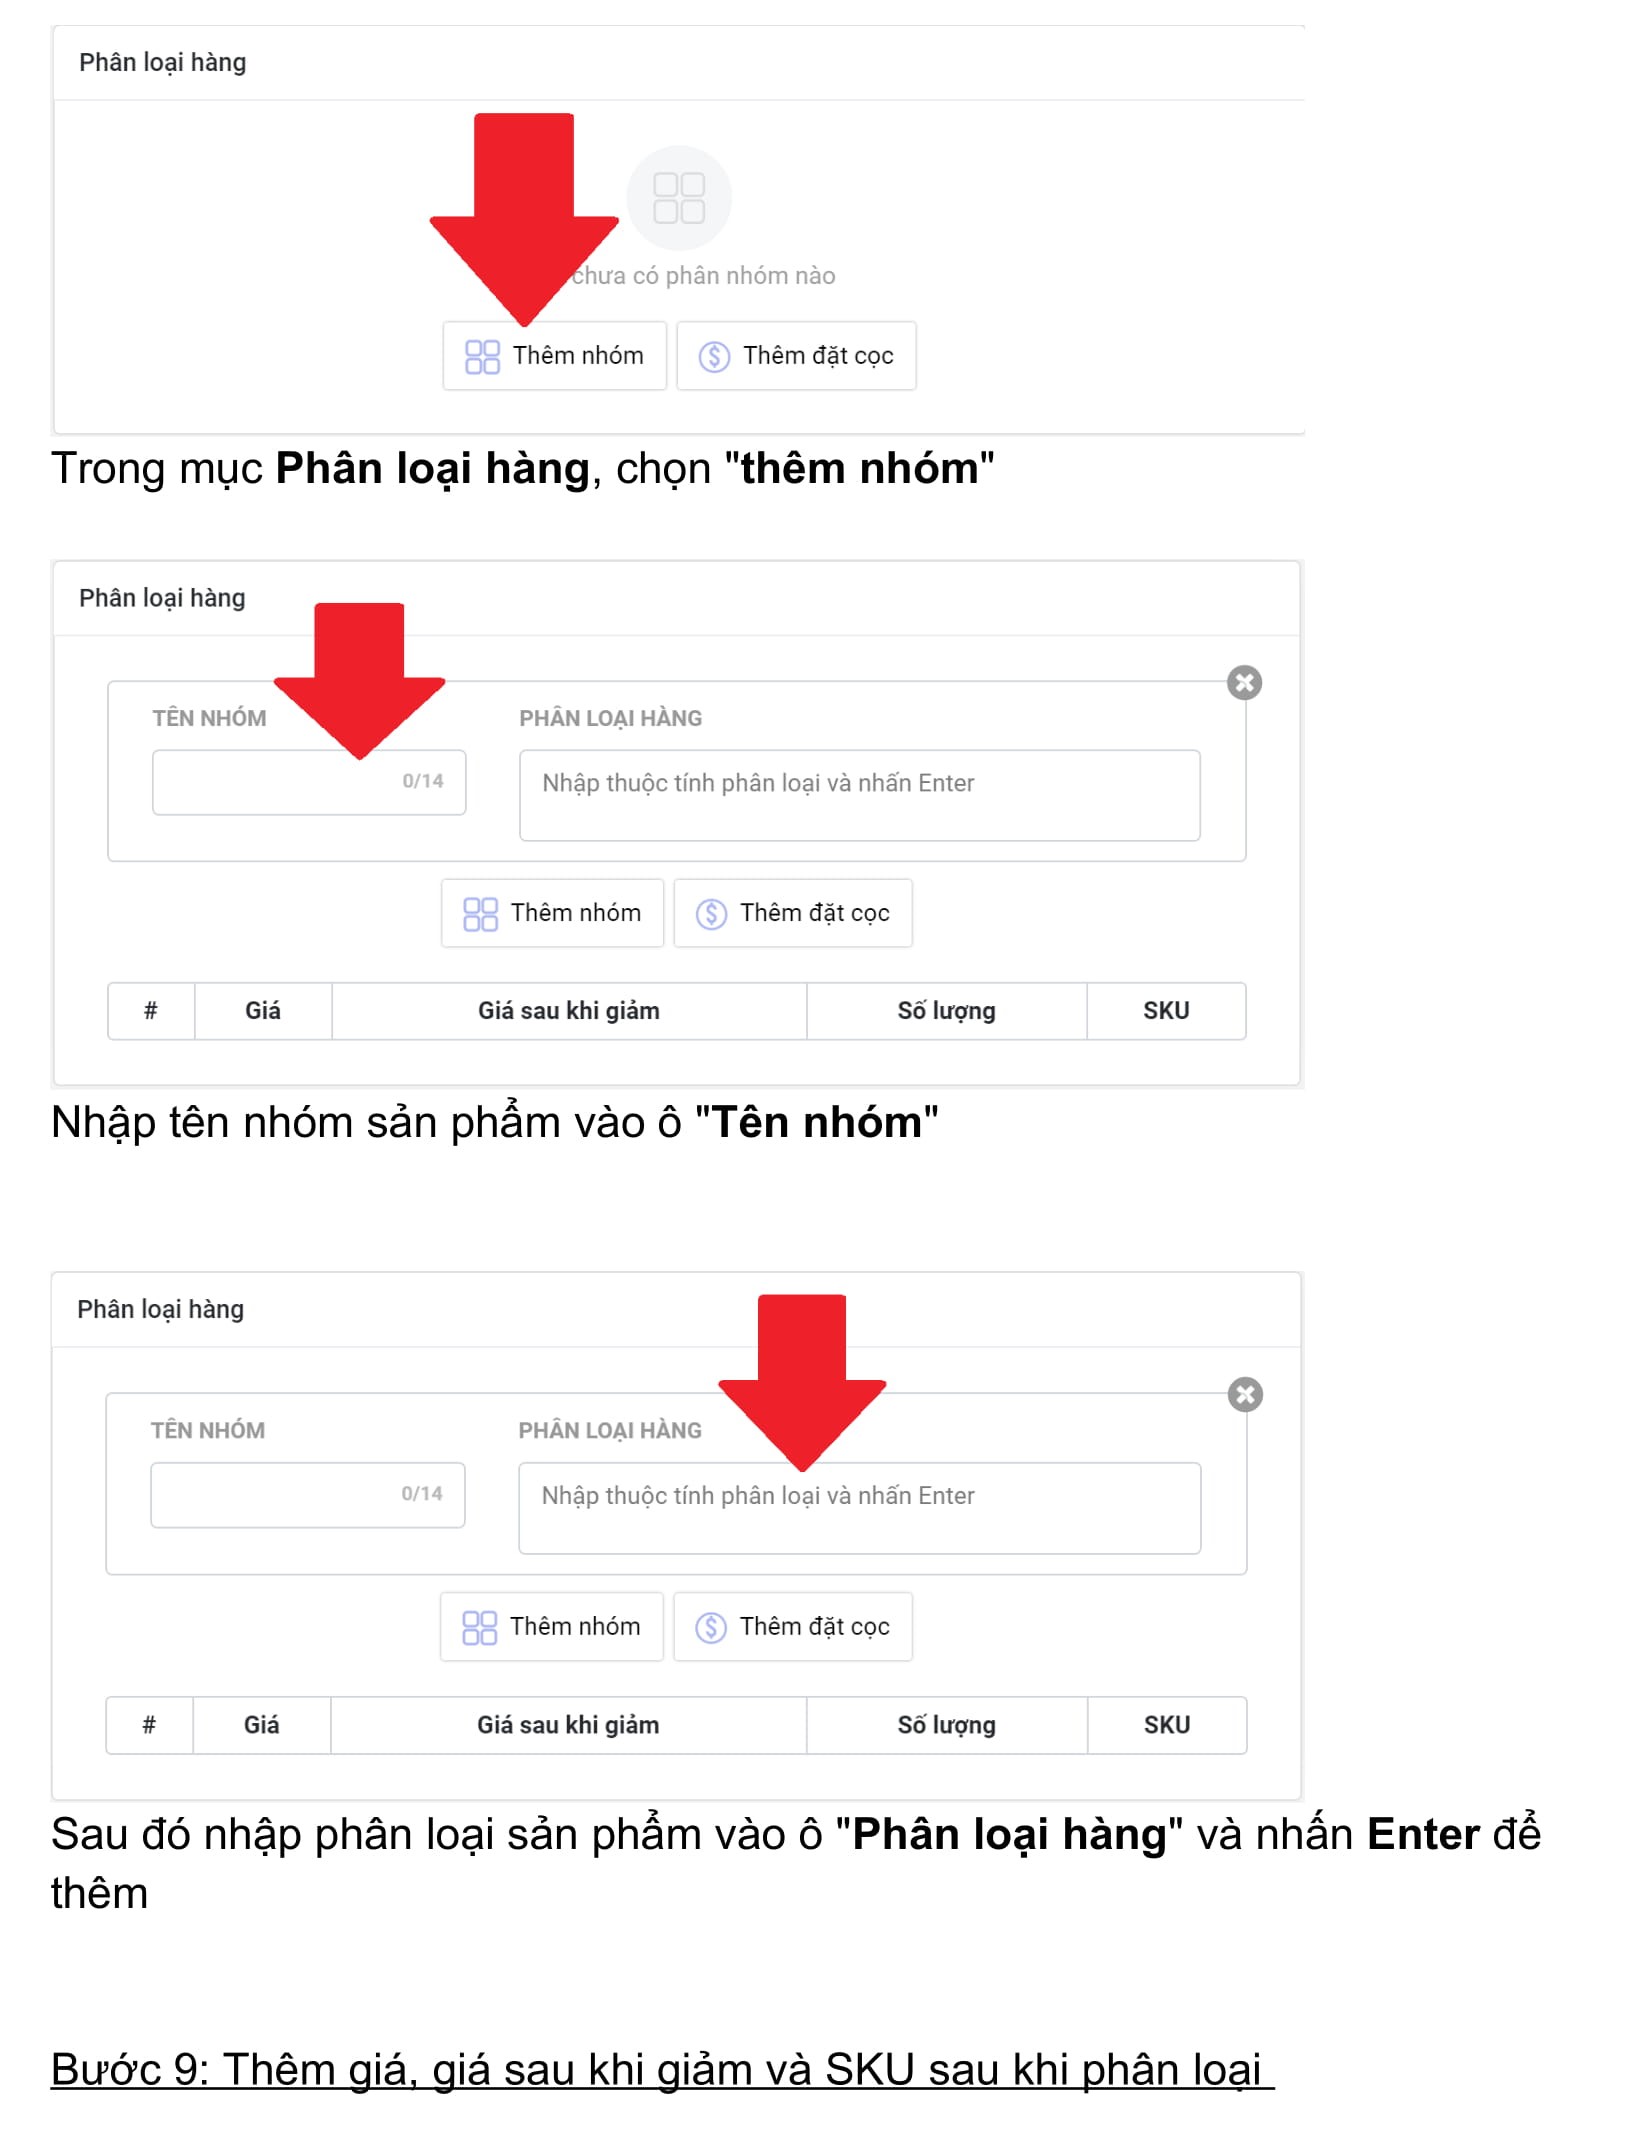 Phân loại hàng
chưa có phân nhóm nào
Thêm nhóm Thêm đặt cọc
Trong mục Phân loại hàng, chọn "thêm nhóm"
Phân loại hàng
TÊN NHÓM PHÂN LOẠI HÀNG
0/14 Nhập thuộc tính phân loại và nhấn Enter
Thêm nhóm Thêm đặt cọc
# Giá Giá sau khi giảm Số lượng SKU
Nhập tên nhóm sản phẩm vào ô "Tên nhóm"
Phân loại hàng
TÊN NHÓM PHÂN LOẠI HÀNG
0/14 Nhập thuộc tính phân loại và nhấn Enter
Thêm nhóm Thêm đặt cọc
# Giá Giá sau khi giảm Số lượng SKU
Sau đó nhập phân loại sản phẩm vào ô "Phân loại hàng" và nhấn Enter để
thêm
Bước 9: Thêm giá, giá sau khi giảm và SKU sau khi phân loại